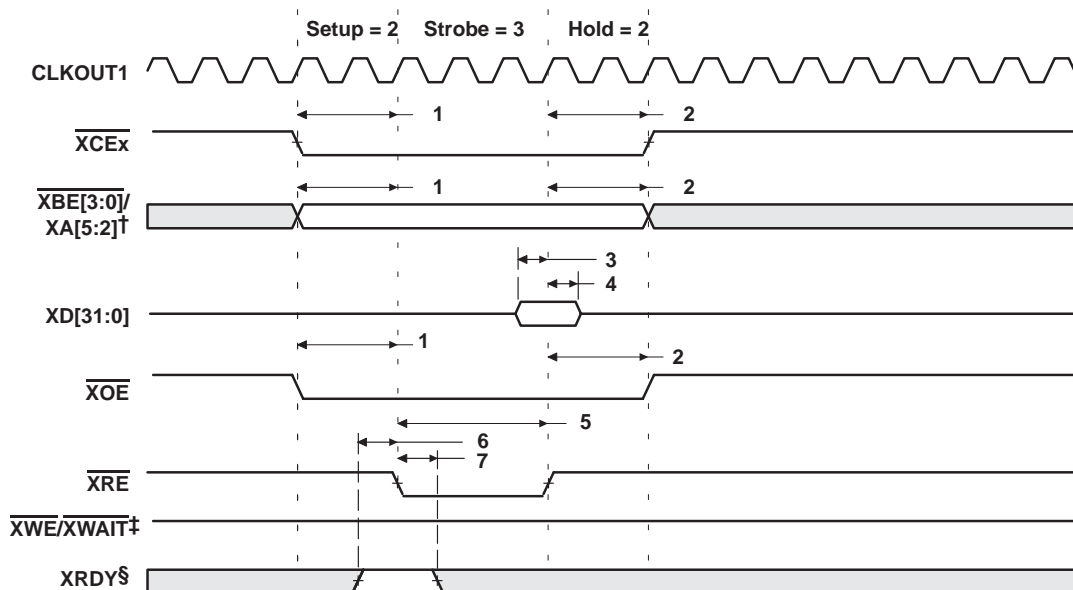 Setup = 2 Strobe = 3 Hold = 2
CLKOUT1
1 2
XCEx
1 2
XBE[3:0]/
XA[5:2]†
3
4
XD[31:0]
1
2
XOE
5
6
7
XRE
XWE/XWAIT‡
XRDY§